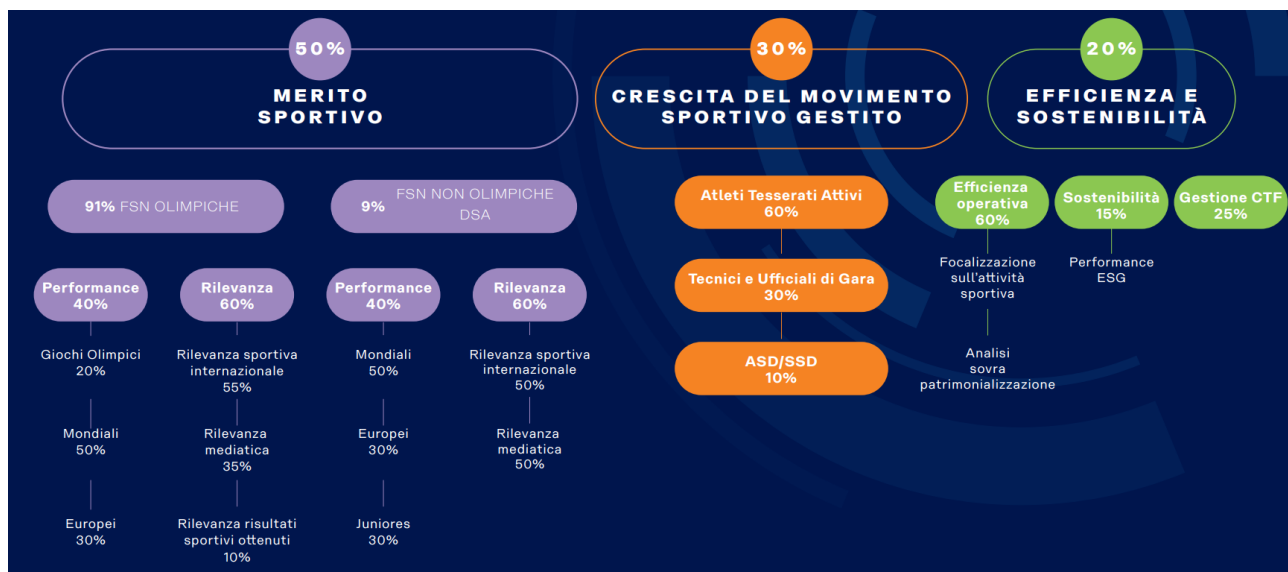 50%
MERITO
SPORTIVO
91% FSN OLIMPICHE
9%
FSN NON OLIMPICHE
DSA
Performance
40%
Giochi Olimpici
20%
Mondiali
50%
Europei
30%
Rilevanza
60%
Rilevanza sportiva
internazionale
55%
Rilevanza
mediatica
35%
Rilevanza risultati
sportivi ottenuti
10%
Performance
40%
Mondiali
50%
Europei
30%
Juniores
30%
Rilevanza
60%
Rilevanza sportiva
internazionale
50%
Rilevanza
mediatica
50%
30%
CRESCITA DEL MOVIMENTO
SPORTIVO GESTITO
Atleti Tesserati Attivi
60%
Tecnici e Ufficiali di Gara
30%
ASD/SSD
10%
20%
EFFICIENZA E
SOSTENIBILITÀ
Efficienza
operativa
60%
Focalizzazione
sull'attività
sportiva
Analisi
sovra
patrimonializzazione
Sostenibilità
15%
Performance
ESG
Gestione CTF
25%